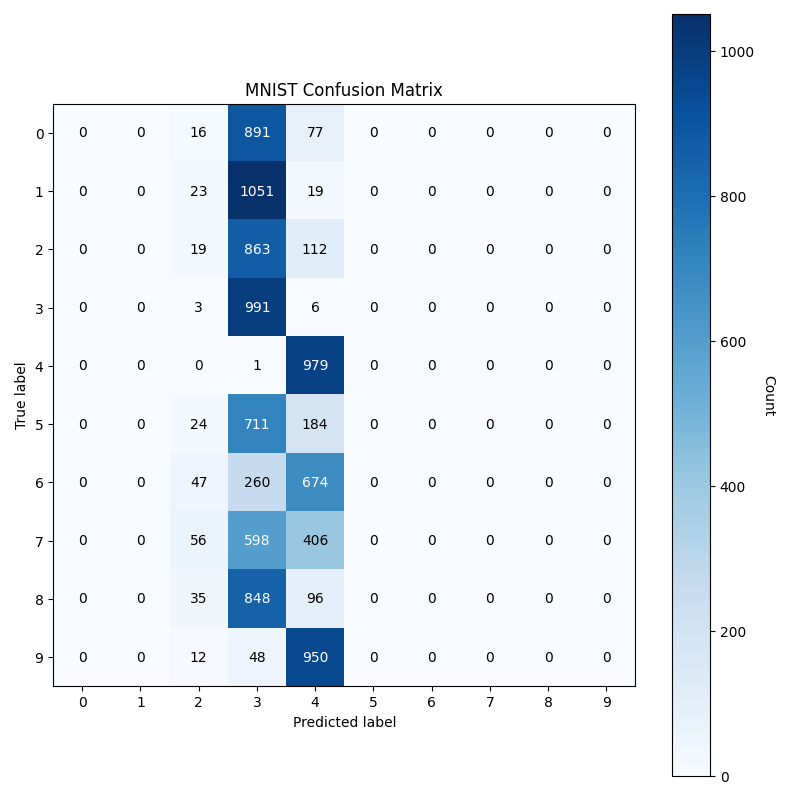 MNIST Confusion Matrix
0 0 0 16 891 77 0 0 0 0 0
1 0 0 23 1051 19 0 0 0 0 0
2 0 0 19 863 112 0 0 0 0 0
3 0 0 3 991 6 0 0 0 0 0
4 0 0 0 1 979 0 0 0 0 0
5 0 0 24 711 184 0 0 0 0 0
6 0 0 47 260 674 0 0 0 0 0
7 0 0 56 598 406 0 0 0 0 0
8 0 0 35 848 96 0 0 0 0 0
9 0 0 12 48 950 0 0 0 0 0
0 1 2 3 4 5 6 7 8 9
Predicted label
True label
1000
800
600
400
200
0
Count